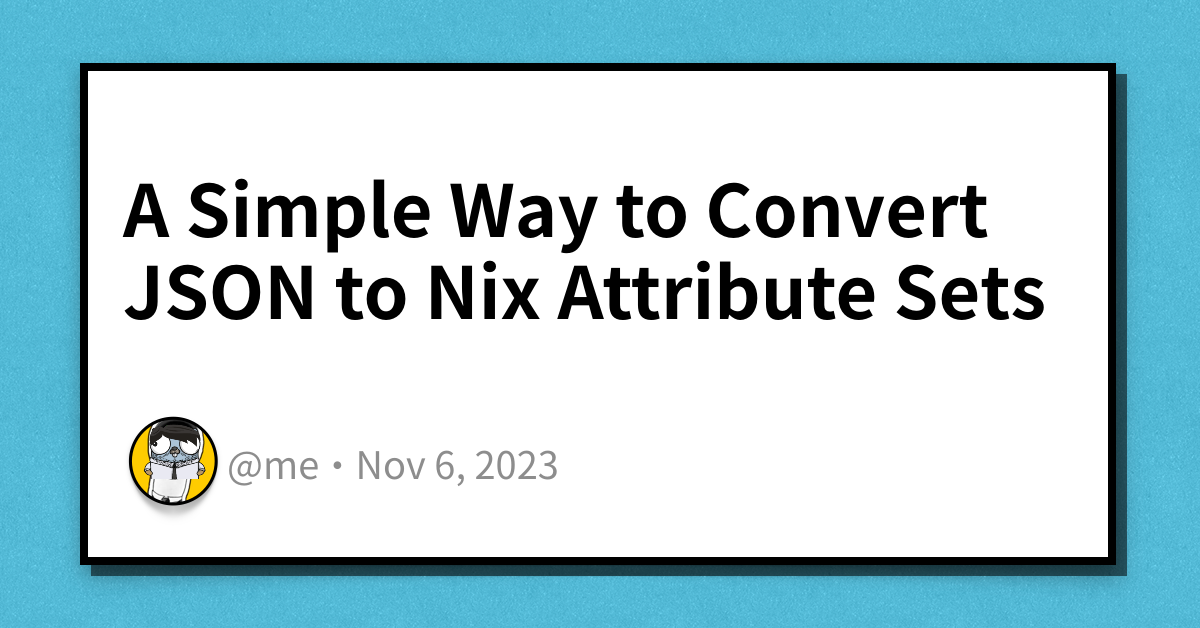 A Simple Way to Convert
JSON to Nix Attribute Sets
@me・Nov 6, 2023